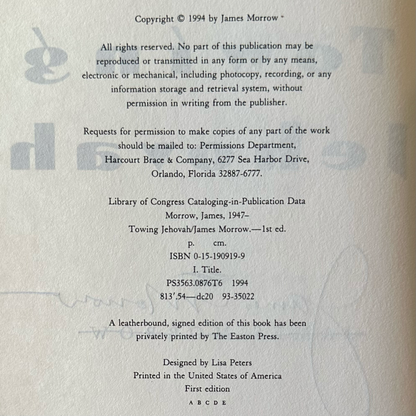 Copyright © 1994 by James Morrow
All rights reserved. No part of this publication may be
reproduced or transmitted in any form or by any means,
electronic or mechanical, including photocopy, recording, or any
information storage and retrieval system, without
permission in writing from the publisher.
Requests for permission to make copies of any part of the work
should be mailed to: Permissions Department,
Harcourt Brace & Company, 6277 Sea Harbor Drive,
Orlando, Florida 32887-6777.
Library of Congress Cataloging-in-Publication Data
Morrow, James, 1947–
Towing Jehovah/James Morrow.—1st ed.
p. cm.
ISBN 0-15-190919-9
I. Title.
PS3563.0876T6 1994
813'.54—dc20 93-35022
A leatherbound, signed edition of this book has been
privately printed by The Easton Press.
Designed by Lisa Peters
Printed in the United States of America
First edition
A B C D E